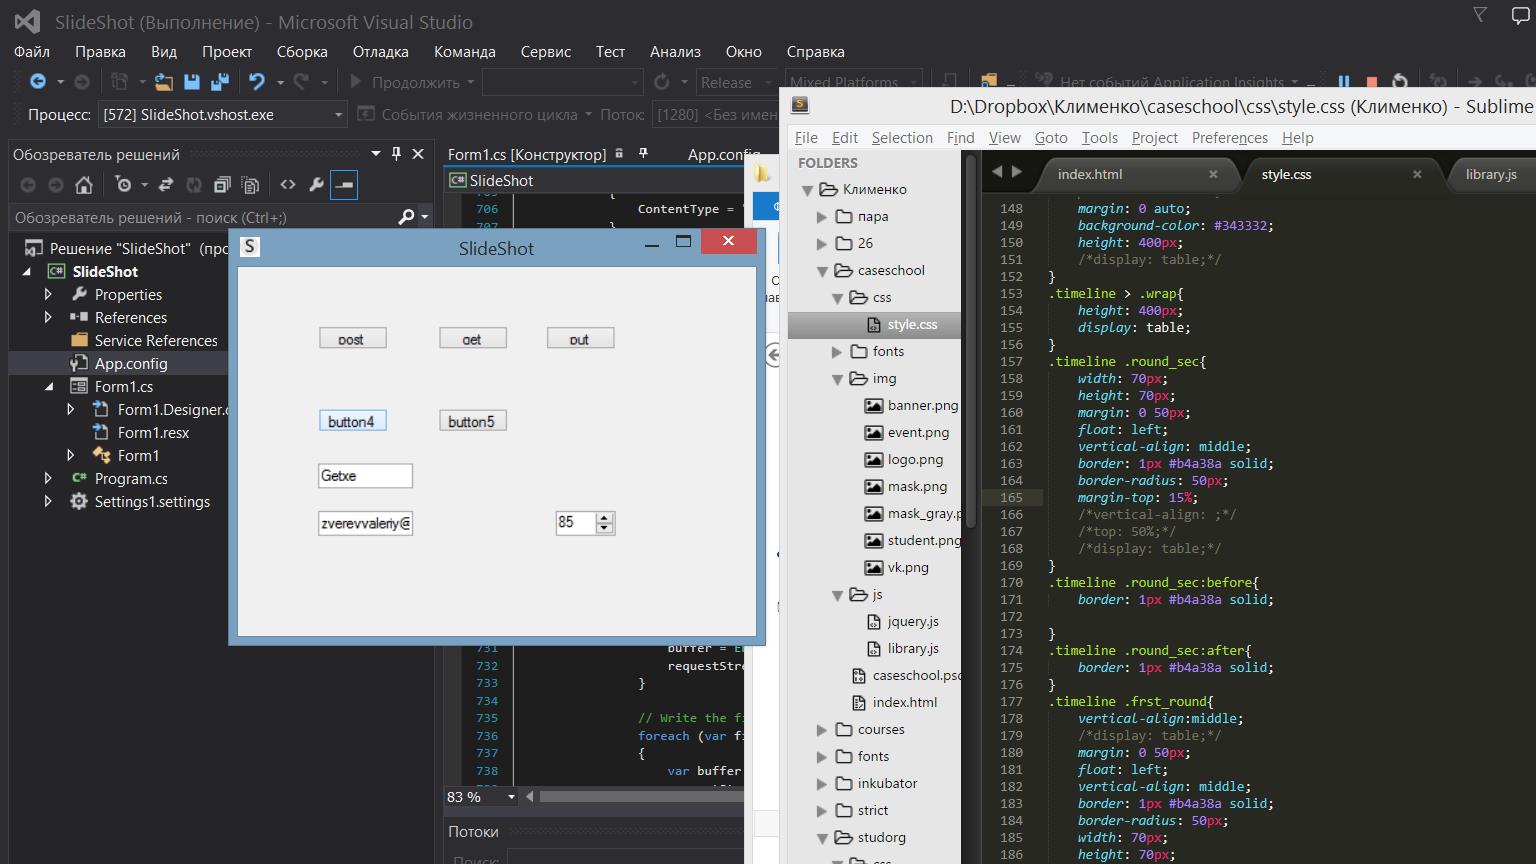 SlideShot (Выполнение) - Microsoft Visual Studio
Файл Правка Вид Проект Сборка Отладка Команда Сервис Тест Анализ Окно Справка
Продолжить Release Mixed Platforms Нет событий Application Insights
Процесс: [572] SlideShot.vshost.exe События жизненного цикла Поток: [1280] <Без имен
Обозреватель решений
Обозреватель решений - поиск (Ctrl+;)
Решение "SlideShot" (про
C# SlideShot
Properties
References
Service References
App.config
Form1.cs
Form1.Designer.c
Form1.resx
Form1
C# Program.cs
Settings1.settings
Form1.cs [Конструктор] App.config
C# SlideShot
706 ContentType =
707 }
S SlideShot
post get put
button4 button5
Getxe
zverevvaleriy@ 85
731 buffer =
732 requestStre
733 }
734
735 // Write the fi
736 foreach (var fi
737 {
738 var buffer
83 %
Потоки
Поиск:
D:\Dropbox\Клименко\caseschool\css\style.css (Клименко) - Sublime
File Edit Selection Find View Goto Tools Project Preferences Help
FOLDERS
Клименко
пара
26
caseschool
css
style.css
fonts
img
banner.png
event.png
logo.png
mask.png
mask_gray.p
student.png
vk.png
js
jquery.js
library.js
caseschool.psd
index.html
courses
fonts
inkubator
strict
studorg
css
index.html style.css library.js
148 margin: 0 auto;
149 background-color: #343332;
150 height: 400px;
151 /*display: table;*/
152 }
153 .timeline > .wrap{
154 height: 400px;
155 display: table;
156 }
157 .timeline .round_sec{
158 width: 70px;
159 height: 70px;
160 margin: 0 50px;
161 float: left;
162 vertical-align: middle;
163 border: 1px #b4a38a solid;
164 border-radius: 50px;
165 margin-top: 15%;
166 /*vertical-align: ;*/
167 /*top: 50%;*/
168 /*display: table;*/
169 }
170 .timeline .round_sec:before{
171 border: 1px #b4a38a solid;
172
173 }
174 .timeline .round_sec:after{
175 border: 1px #b4a38a solid;
176 }
177 .timeline .frst_round{
178 vertical-align:middle;
179 /*display: table;*/
180 margin: 0 50px;
181 float: left;
182 vertical-align: middle;
183 border: 1px #b4a38a solid;
184 border-radius: 50px;
185 width: 70px;
186 height: 70px;